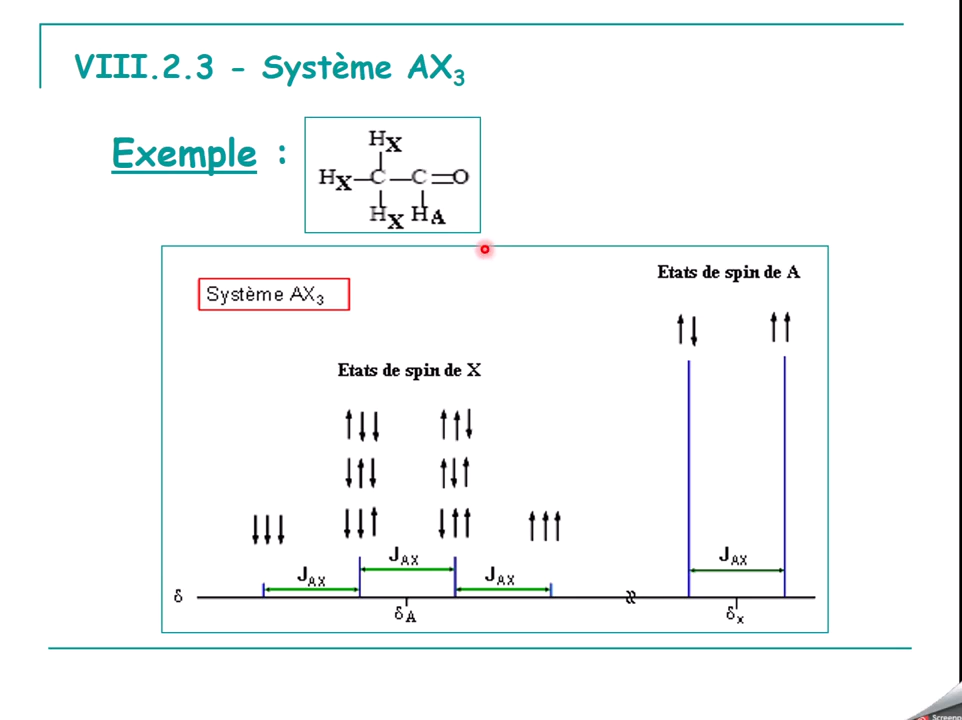 VIII.2.3 - Système AX3
Exemple :
HX
HX—C—C=O
HX HA
Système AX3
Etats de spin de A
↑↓ ↑↑
Etats de spin de X
↑↓↓ ↑↑↓
↓↑↓ ↑↓↑
↓↓↓ ↓↓↑ ↓↑↑ ↑↑↑
JAX JAX JAX JAX
δ δA δx